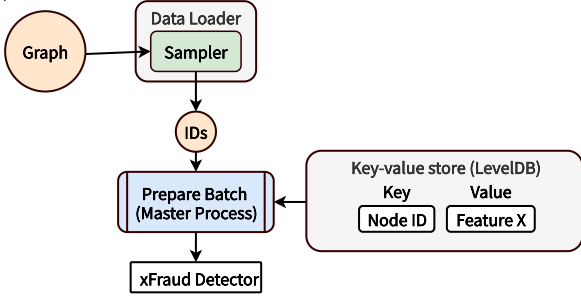 Data Loader
Graph
Sampler
IDs
Key-value store (LevelDB)
Key Value
Prepare Batch
(Master Process)
Node ID
Feature X
xFraud Detector